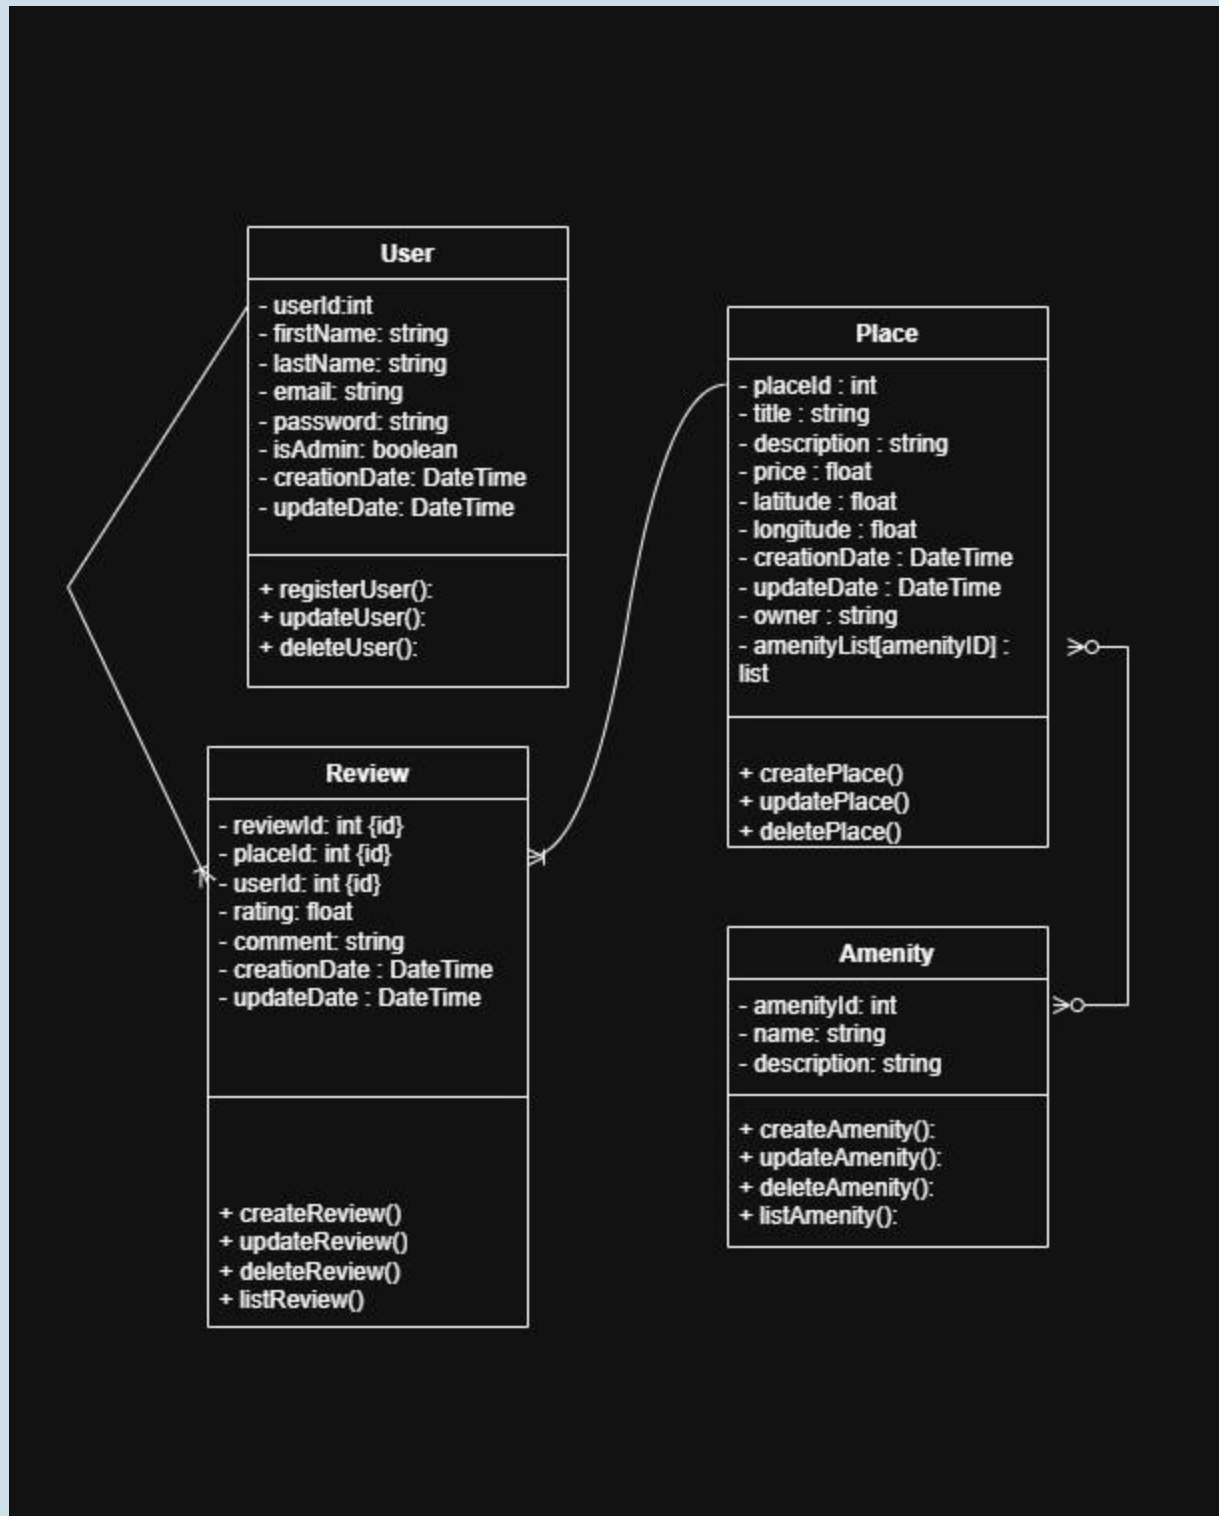 User
- userId:int
- firstName: string
- lastName: string
- email: string
- password: string
- isAdmin: boolean
- creationDate: DateTime
- updateDate: DateTime
+ registerUser():
+ updateUser():
+ deleteUser():
Place
- placeId : int
- title : string
- description : string
- price : float
- latitude : float
- longitude : float
- creationDate : DateTime
- updateDate : DateTime
- owner : string
- amenityList[amenityID] :
list
+ createPlace()
+ updatePlace()
+ deletePlace()
Review
- reviewId: int {id}
- placeId: int {id}
- userId: int {id}
- rating: float
- comment: string
- creationDate : DateTime
- updateDate : DateTime
+ createReview()
+ updateReview()
+ deleteReview()
+ listReview()
Amenity
- amenityId: int
- name: string
- description: string
+ createAmenity():
+ updateAmenity():
+ deleteAmenity():
+ listAmenity():